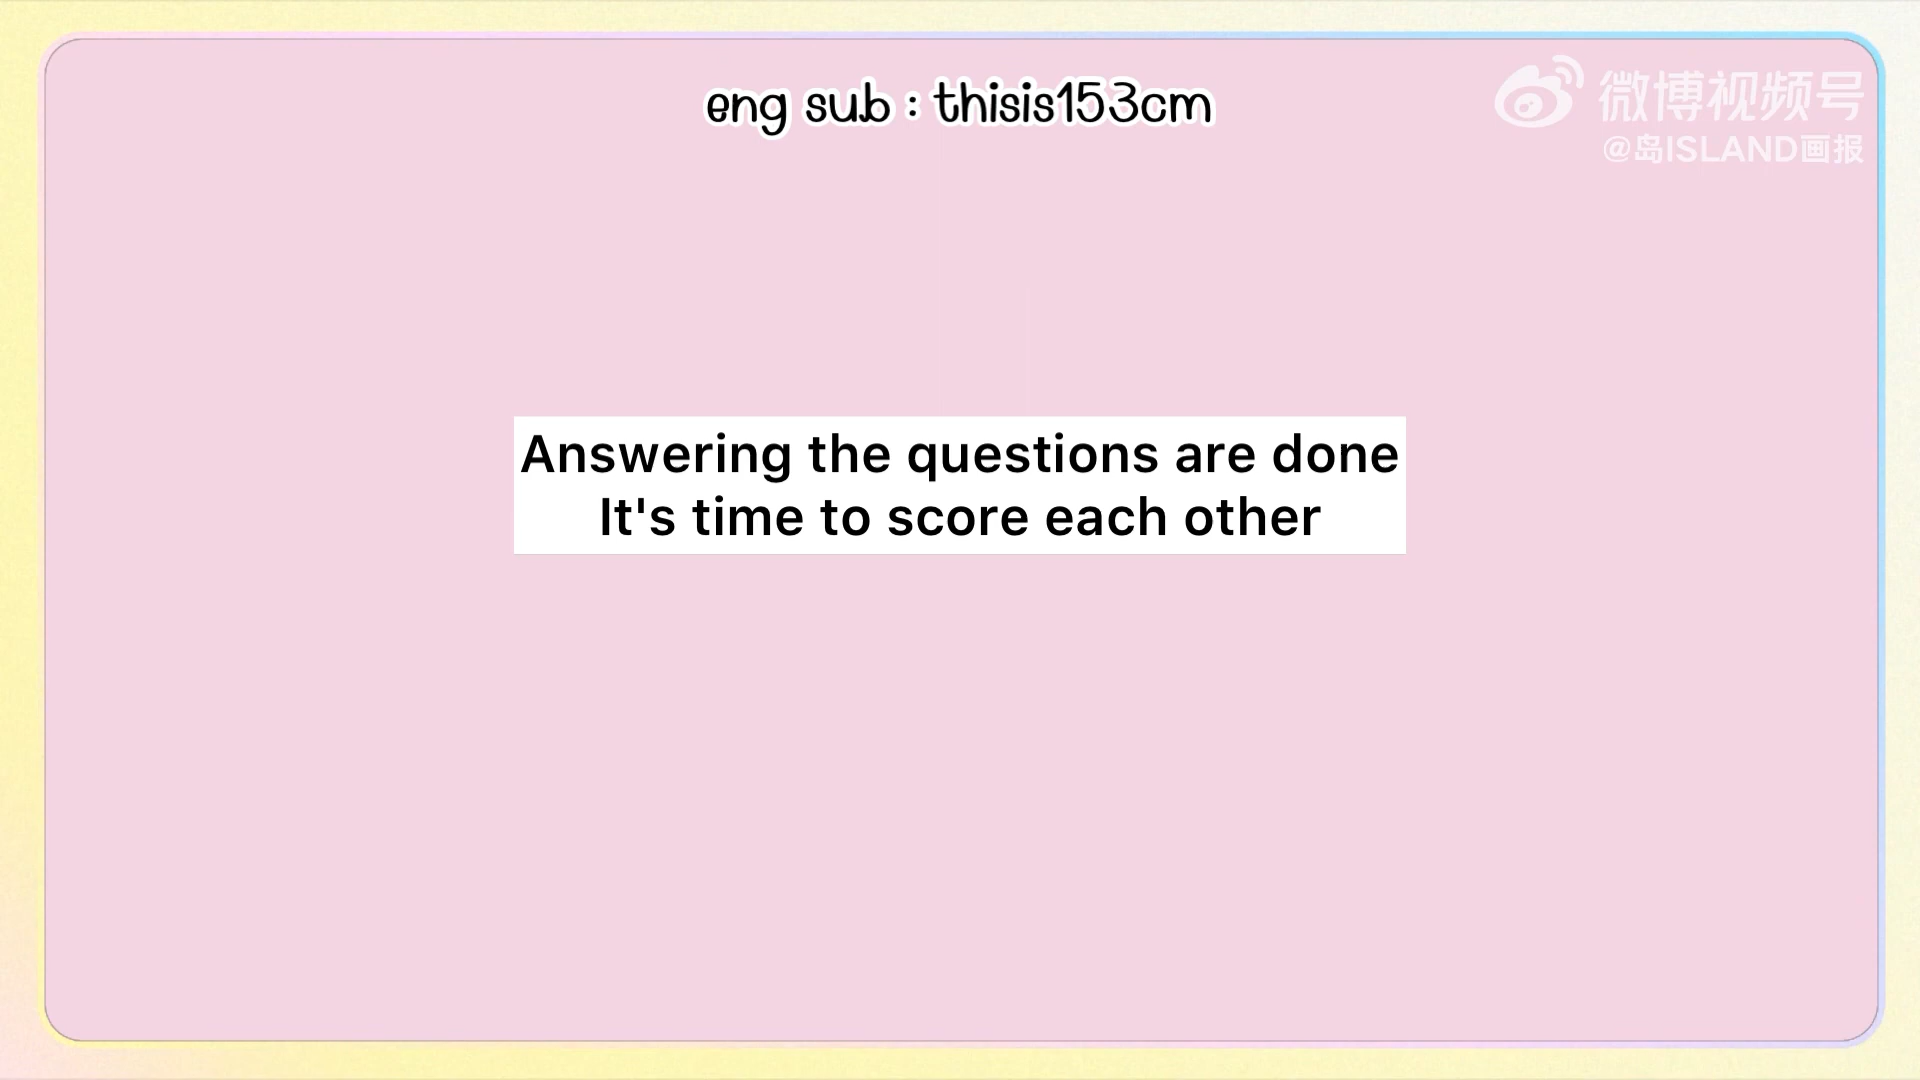 eng sub : thisis153cm
微博视频号
@岛ISLAND画报
Answering the questions are done
It's time to score each other